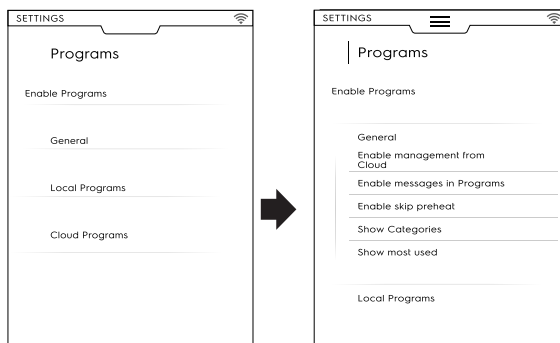 SETTINGS
Programs
Enable Programs
General
Local Programs
Cloud Programs
SETTINGS
Programs
Enable Programs
General
Enable management from
Cloud
Enable messages in Programs
Enable skip preheat
Show Categories
Show most used
Local Programs